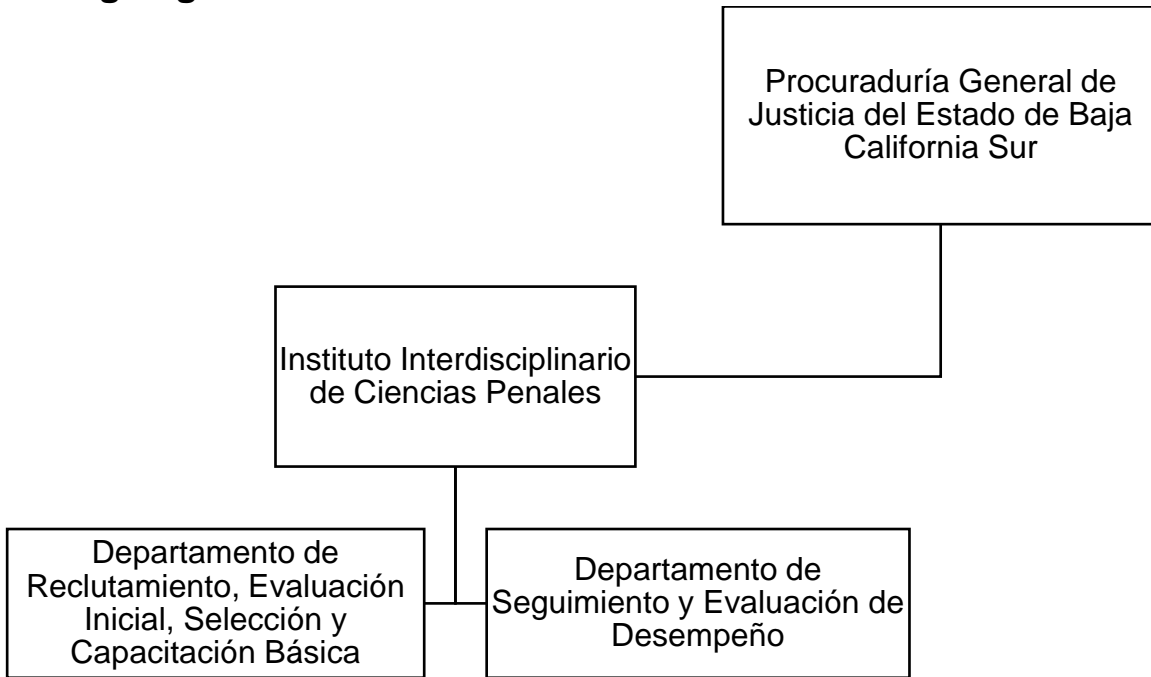 Procuraduría General de
Justicia del Estado de Baja
California Sur
Instituto Interdisciplinario
de Ciencias Penales
Departamento de
Reclutamiento, Evaluación
Inicial, Selección y
Capacitación Básica
Departamento de
Seguimiento y Evaluación de
Desempeño